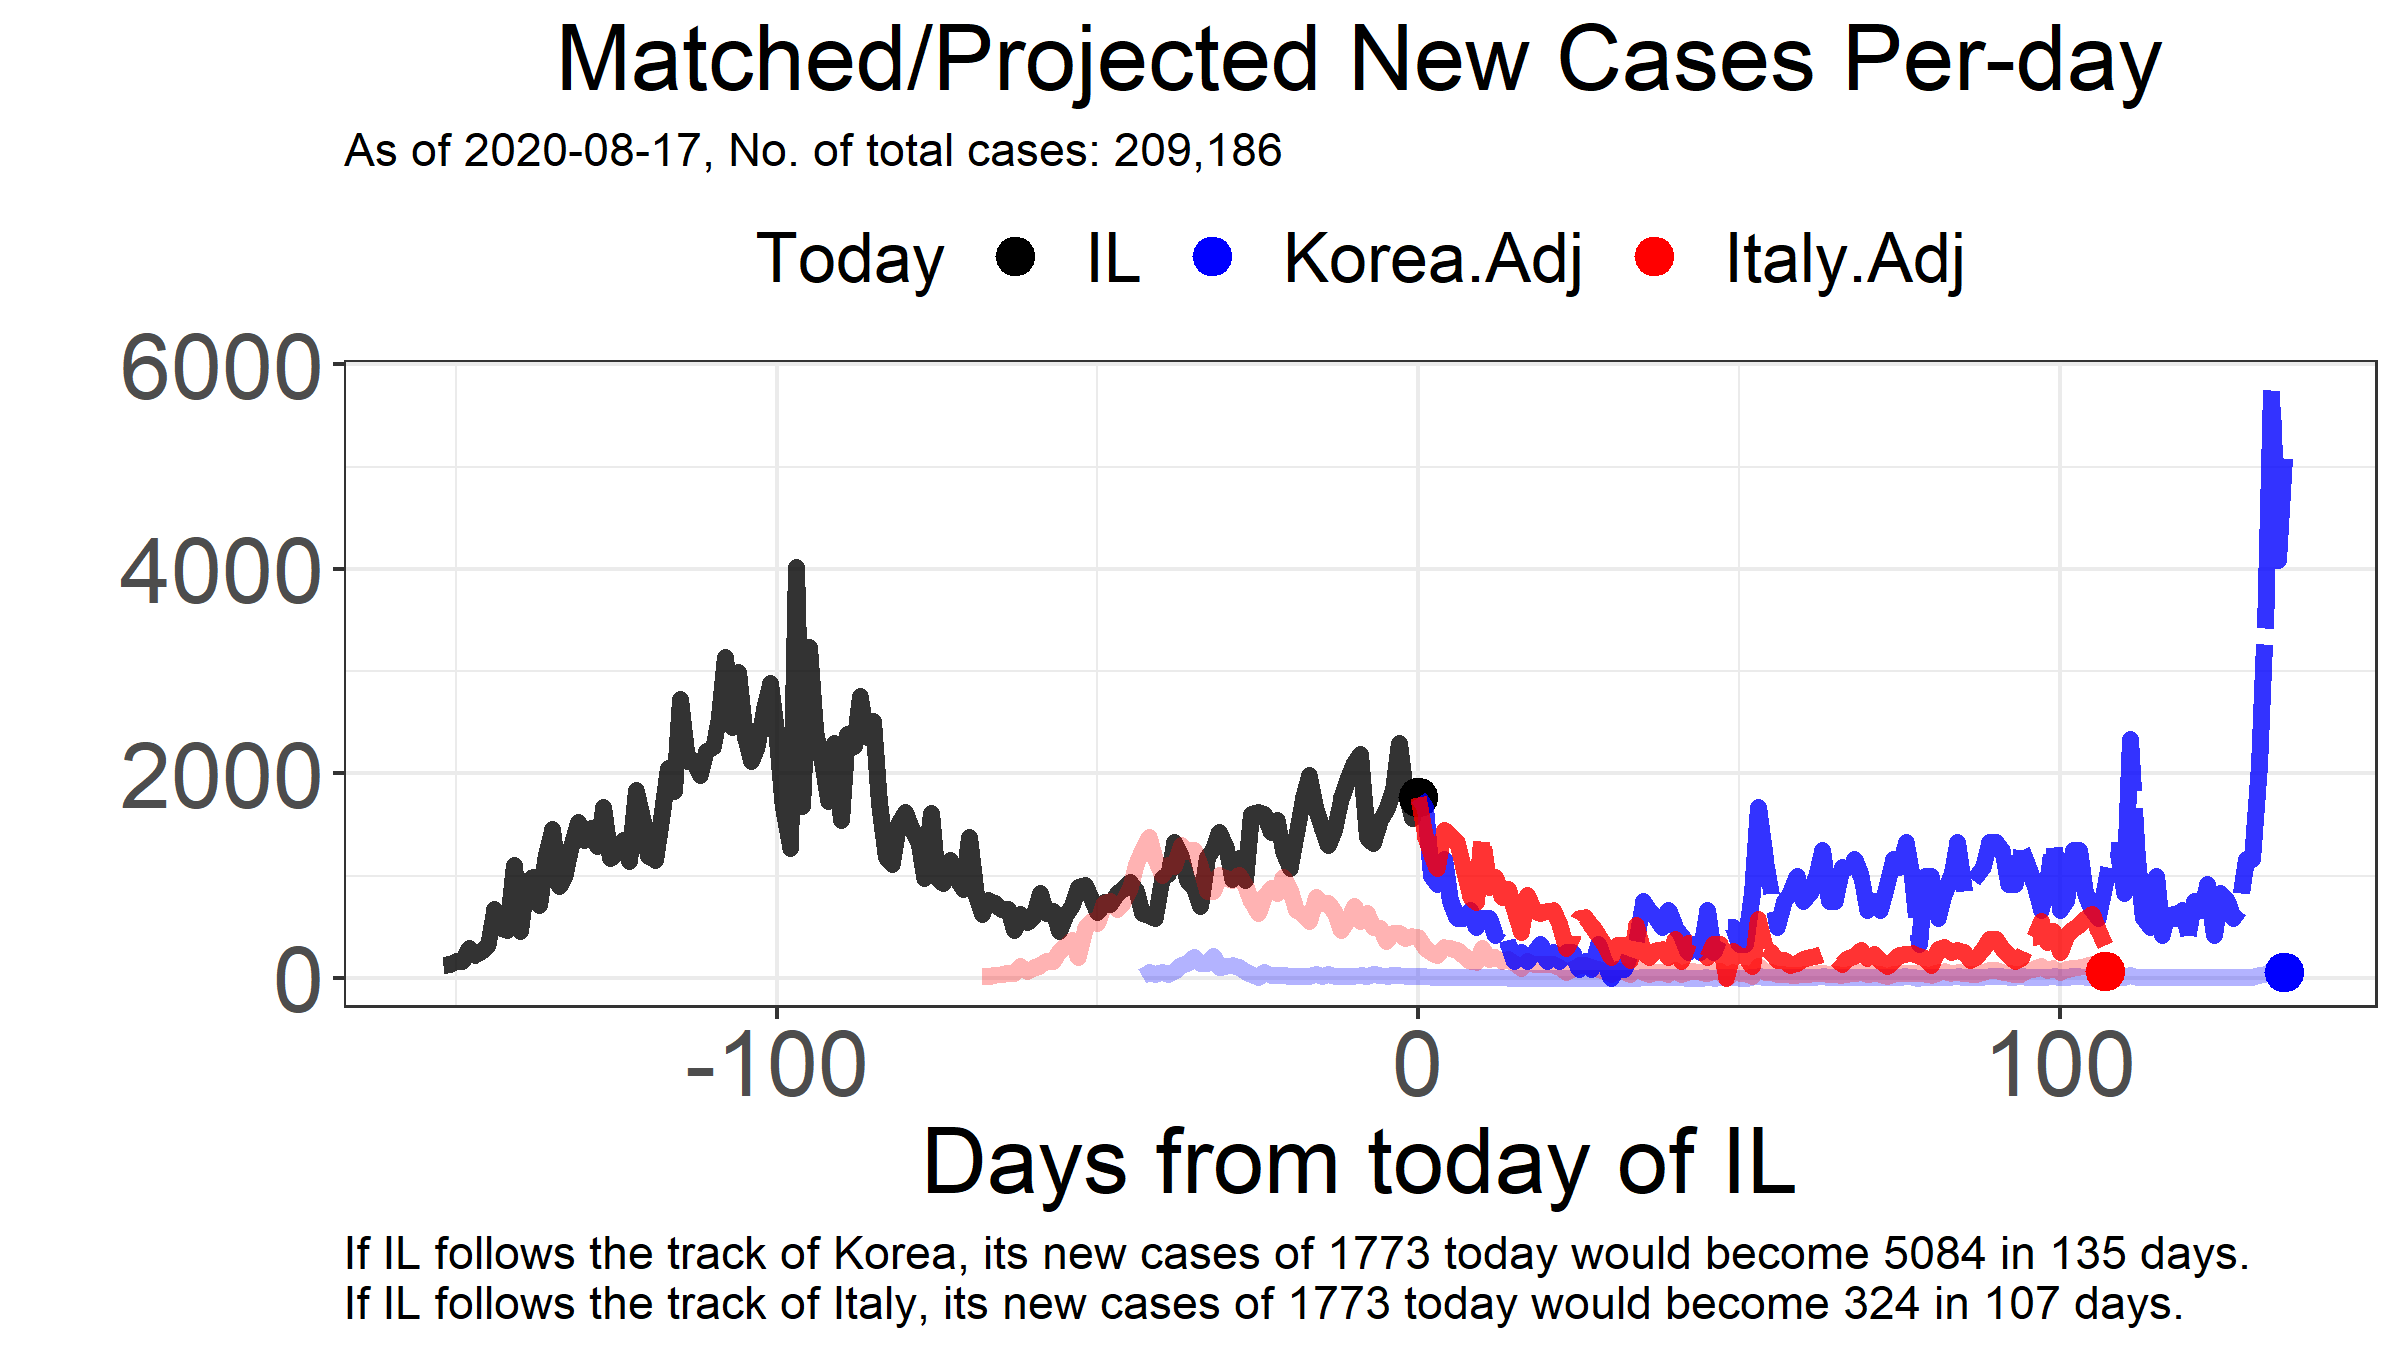 Matched/Projected New Cases Per-day
As of 2020-08-17, No. of total cases: 209,186
Today IL Korea.Adj Italy.Adj
6000
4000
2000
0
-100 0 100
Days from today of IL
If IL follows the track of Korea, its new cases of 1773 today would become 5084 in 135 days.
If IL follows the track of Italy, its new cases of 1773 today would become 324 in 107 days.